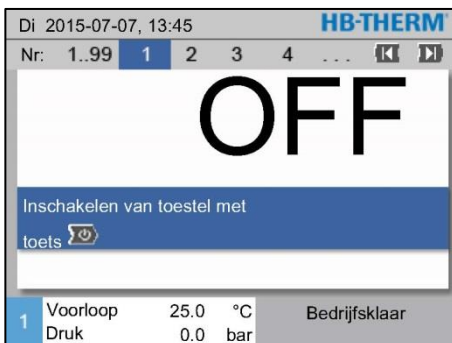 Di 2015-07-07, 13:45 HB-THERM
Nr: 1..99 1 2 3 4 ...
OFF
Inschakelen van toestel met
toets
1 Voorloop 25.0 °C Bedrijfsklaar
Druk 0.0 bar